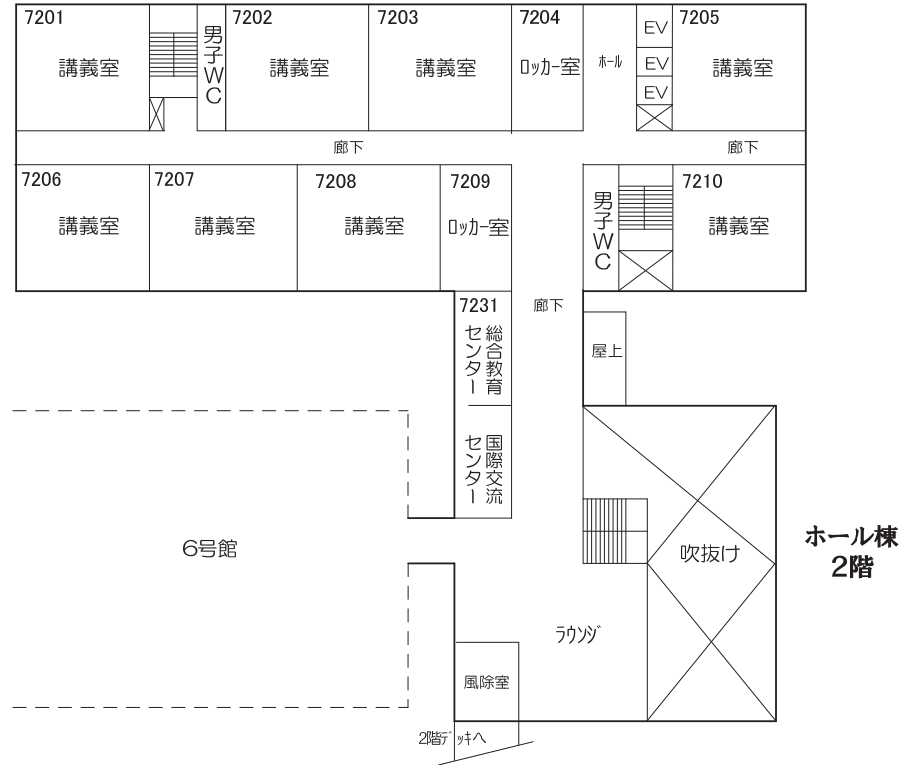 7201
講義室
男子WC
7202
講義室
7203
講義室
7204
ロッカー室
ホール
EV
EV
EV
7205
講義室
廊下
廊下
7206
講義室
7207
講義室
7208
講義室
7209
ロッカー室
男子WC
7210
講義室
7231
総合教育
センター
廊下
屋上
国際交流
センター
6号館
吹抜け
ホール棟
2階
ラウンジ
風除室
2階デッキへ